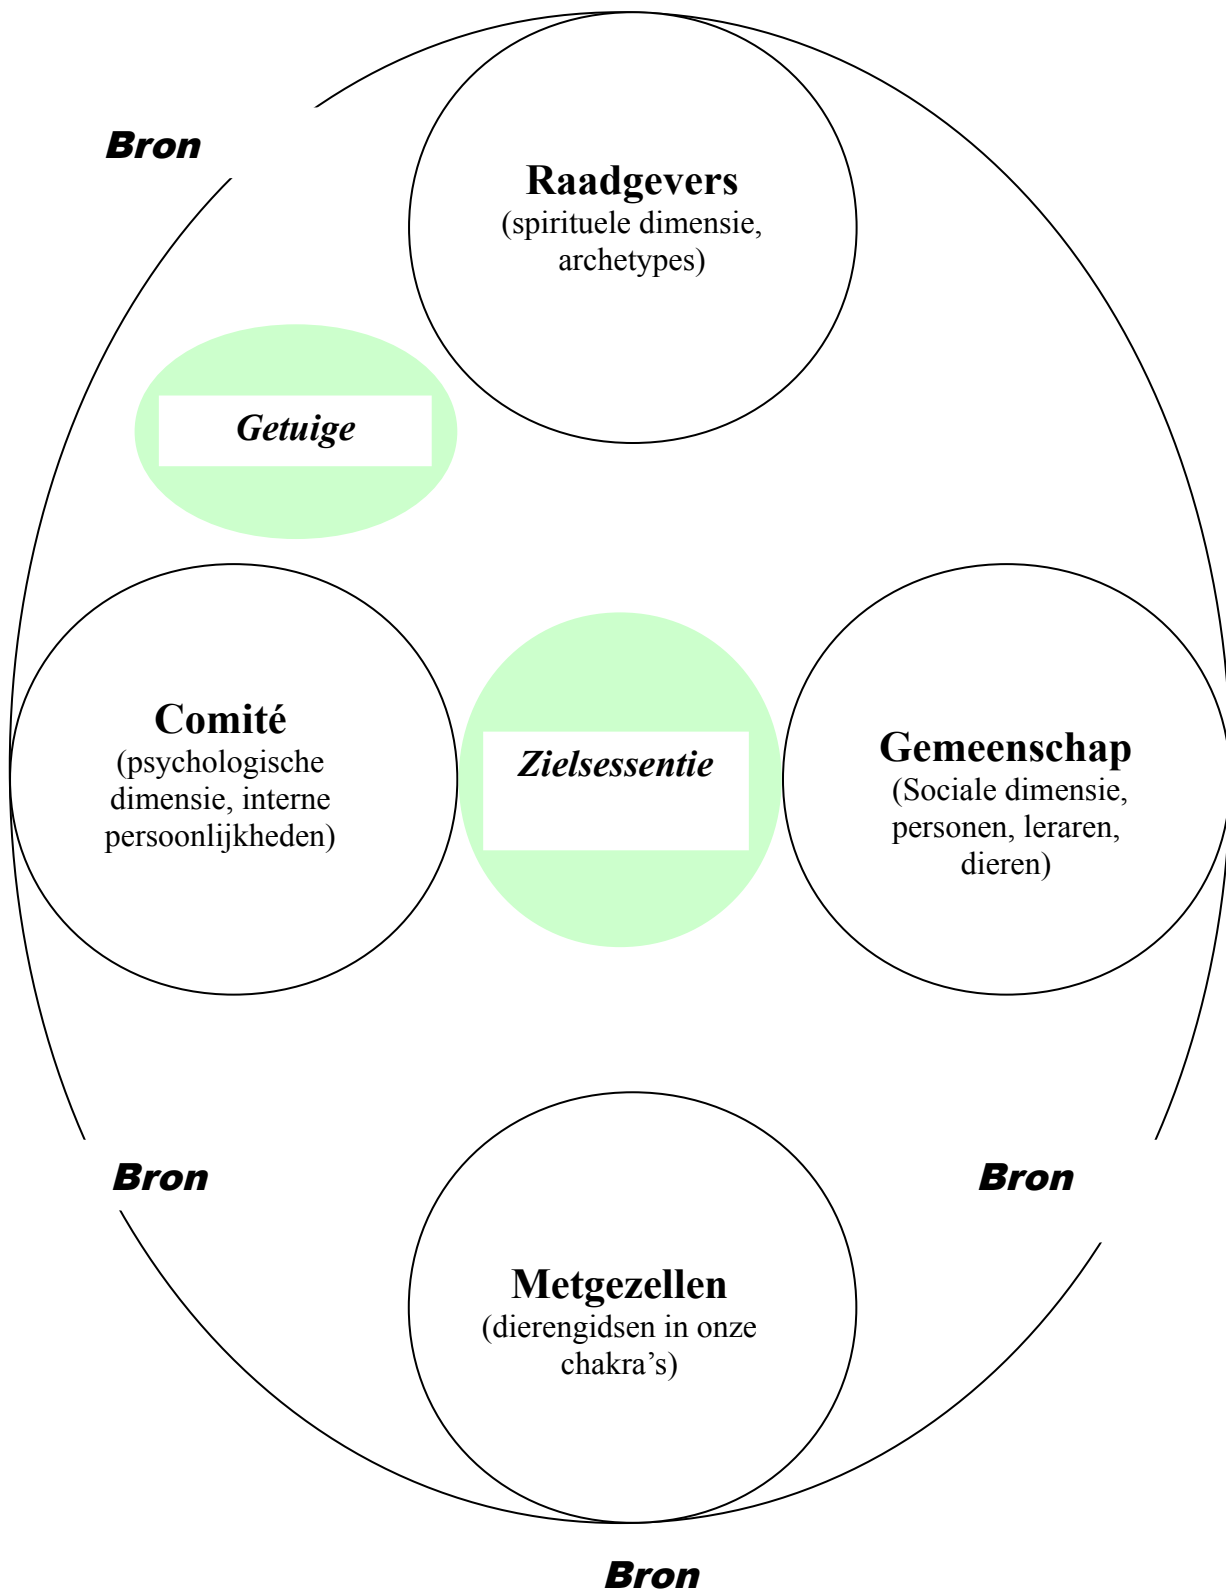 Bron
Raadgevers
(spirituele dimensie,
archetypes)
Getuige
Comité
(psychologische
dimensie, interne
persoonlijkheden)
Zielsessentie
Gemeenschap
(Sociale dimensie,
personen, leraren,
dieren)
Bron
Bron
Metgezellen
(dierengidsen in onze
chakra’s)
Bron